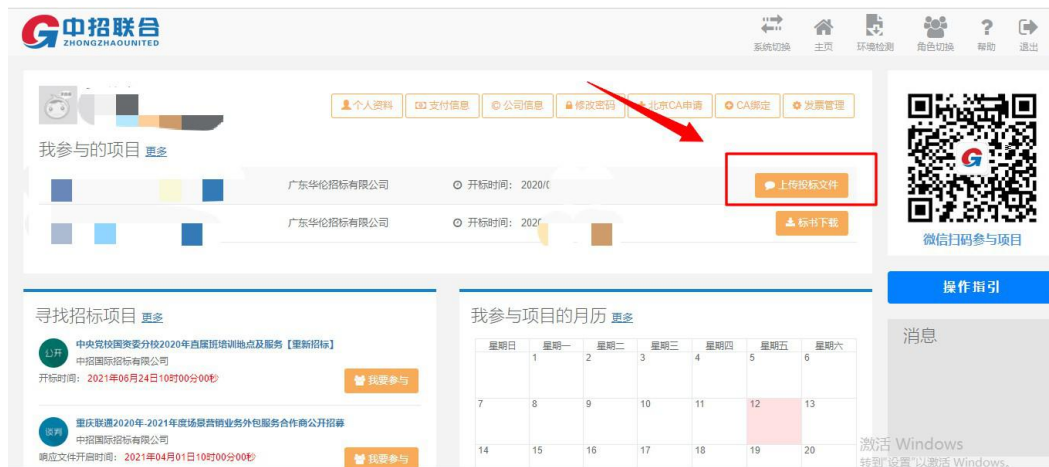 中招联合
ZHONGZHAOUNITED
系统切换 主页 环境检测 角色切换 帮助 退出
个人资料 支付信息 公司信息 修改密码 北京CA申请 CA绑定 发票管理
我参与的项目 更多
广东华伦招标有限公司 开标时间： 2020/0 上传投标文件
广东华伦招标有限公司 开标时间： 202 标书下载
微信扫码参与项目
操作指引
消息
寻找招标项目 更多
公开
中央党校国资委分校2020年直属班培训地点及服务【重新招标】
中招国际招标有限公司
开标时间： 2021年06月24日10时00分00秒
我要参与
谈判
重庆联通2020年-2021年度场景营销业务外包服务合作商公开招募
中招国际招标有限公司
响应文件开启时间： 2021年04月01日10时00分00秒
我要参与
我参与项目的月历 更多
星期日 星期一 星期二 星期三 星期四 星期五 星期六
1 2 3 4 5 6
7 8 9 10 11 12 13
14 15 16 17 18 19 20
激活 Windows
转到"设置"以激活 Windows。